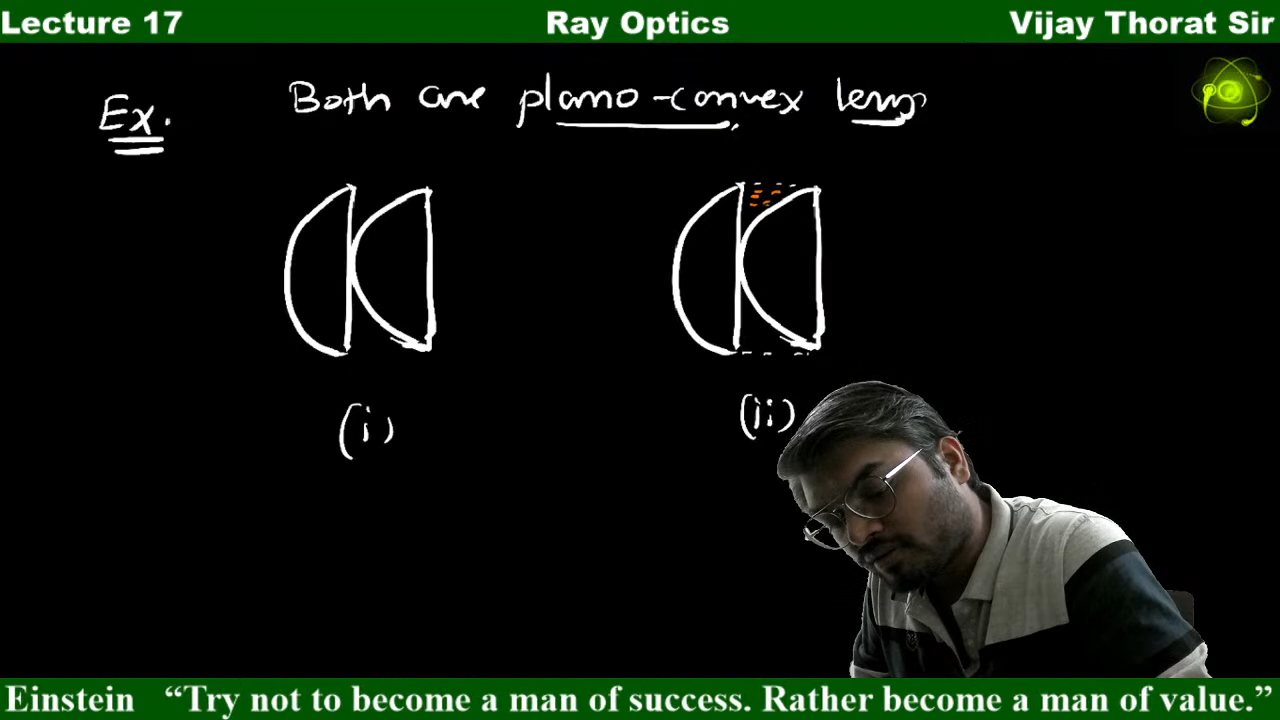 Lecture 17 Ray Optics Vijay Thorat Sir
Ex. Both are plano-convex lens
(i) (ii)
Einstein “Try not to become a man of success. Rather become a man of value.”